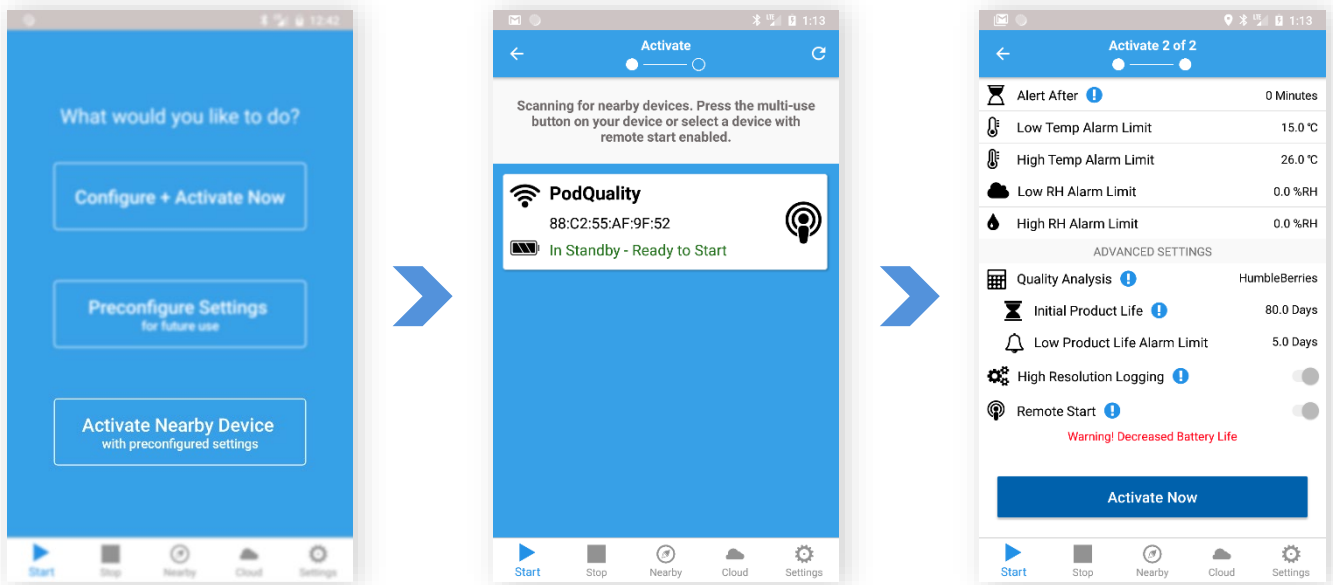 12:42
What would you like to do?
Configure + Activate Now
Preconfigure Settings
for future use
Activate Nearby Device
with preconfigured settings
Start
Stop
Nearby
Cloud
Settings
LTE 1:13
Activate
Scanning for nearby devices. Press the multi-use
button on your device or select a device with
remote start enabled.
PodQuality
88:C2:55:AF:9F:52
In Standby - Ready to Start
Start
Stop
Nearby
Cloud
Settings
LTE 1:13
Activate 2 of 2
Alert After 0 Minutes
Low Temp Alarm Limit 15.0 °C
High Temp Alarm Limit 26.0 °C
Low RH Alarm Limit 0.0 %RH
High RH Alarm Limit 0.0 %RH
ADVANCED SETTINGS
Quality Analysis HumbleBerries
Initial Product Life 80.0 Days
Low Product Life Alarm Limit 5.0 Days
High Resolution Logging
Remote Start
Warning! Decreased Battery Life
Activate Now
Start
Stop
Nearby
Cloud
Settings